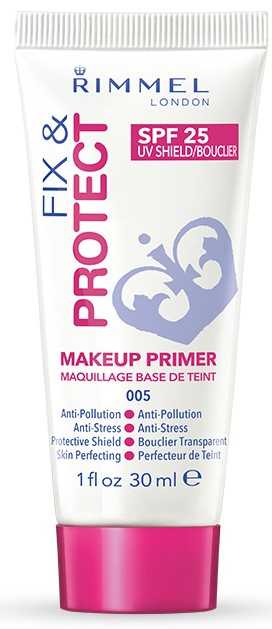 RIMMEL
LONDON
FIX &
PROTECT
SPF 25
UV SHIELD/BOUCLIER
MAKEUP PRIMER
MAQUILLAGE BASE DE TEINT
005
Anti-Pollution ● Anti-Pollution
Anti-Stress ● Anti-Stress
Protective Shield ● Bouclier Transparent
Skin Perfecting ● Perfecteur de Teint
1 fl oz 30 ml ℮